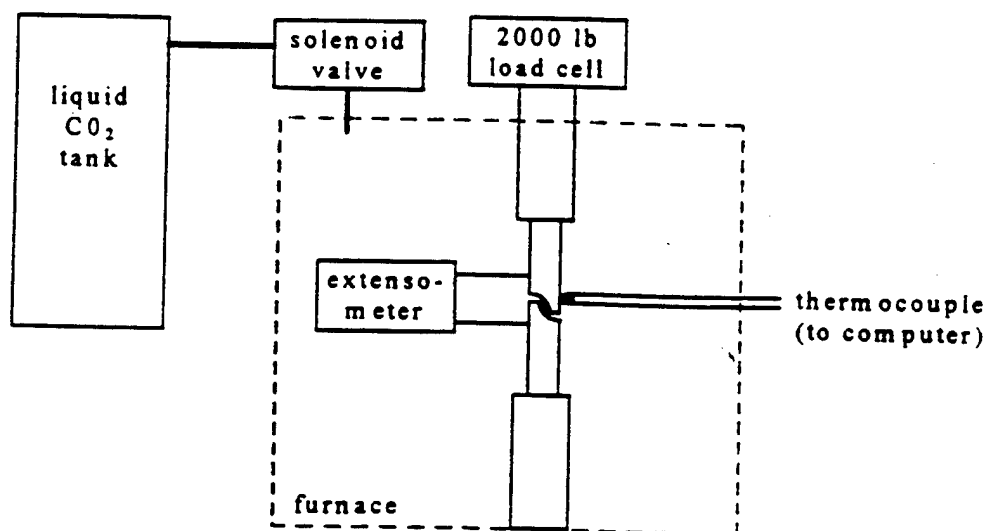 liquid
CO₂
tank
solenoid
valve
2000 lb
load cell
extenso-
meter
thermocouple
(to computer)
furnace